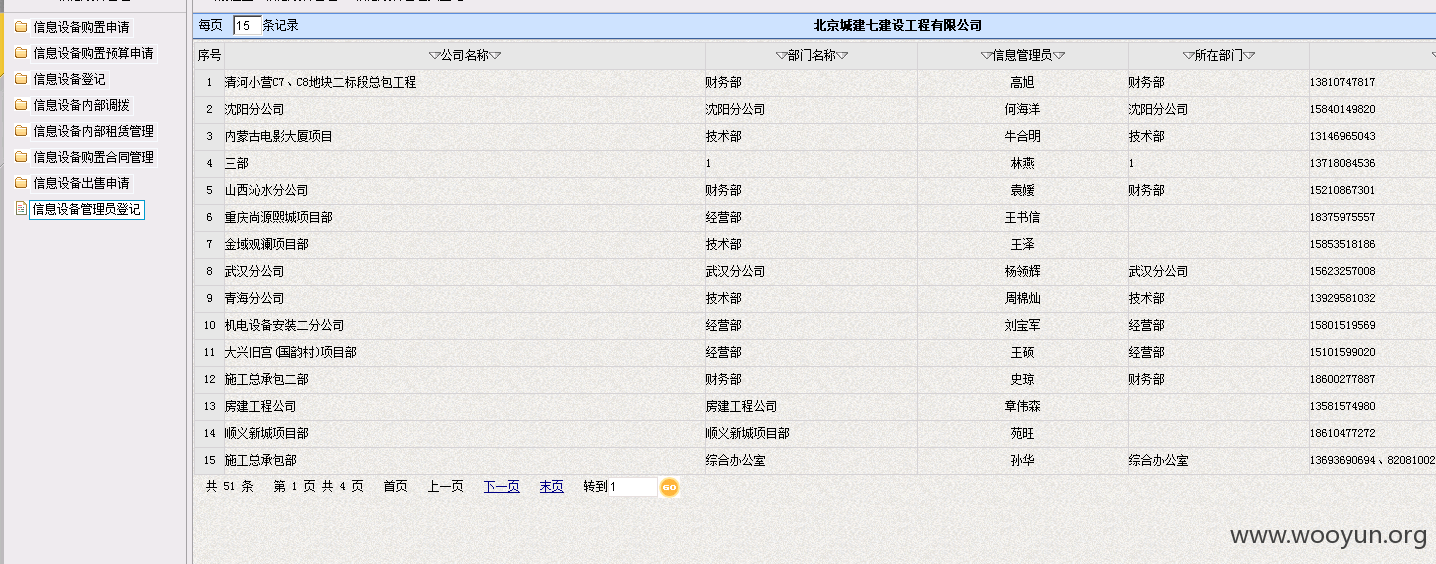 信息设备购置申请
信息设备购置预算申请
信息设备登记
信息设备内部调拨
信息设备内部租赁管理
信息设备购置合同管理
信息设备出售申请
信息设备管理员登记
每页 15 条记录 北京城建七建设工程有限公司
序号 公司名称 部门名称 信息管理员 所在部门
1 清河小营C7、C8地块二标段总包工程 财务部 高旭 财务部 13810747817
2 沈阳分公司 沈阳分公司 何海洋 沈阳分公司 15840149820
3 内蒙古电影大厦项目 技术部 牛合明 技术部 13146965043
4 三部 1 林燕 1 13718084536
5 山西沁水分公司 财务部 袁媛 财务部 15210867301
6 重庆尚源熙城项目部 经营部 王书信 18375975557
7 金域观澜项目部 技术部 王泽 15853518186
8 武汉分公司 武汉分公司 杨领辉 武汉分公司 15623257008
9 青海分公司 技术部 周棉灿 技术部 13929581032
10 机电设备安装二分公司 经营部 刘宝军 经营部 15801519569
11 大兴旧宫(国韵村)项目部 经营部 王硕 经营部 15101599020
12 施工总承包二部 财务部 史琼 财务部 18600277887
13 房建工程公司 房建工程公司 章伟森 13581574980
14 顺义新城项目部 顺义新城项目部 苑旺 18610477272
15 施工总承包部 综合办公室 孙华 综合办公室 13693690694、82081002
共 51 条 第 1 页 共 4 页 首页 上一页 下一页 末页 转到 1 GO
www.wooyun.org